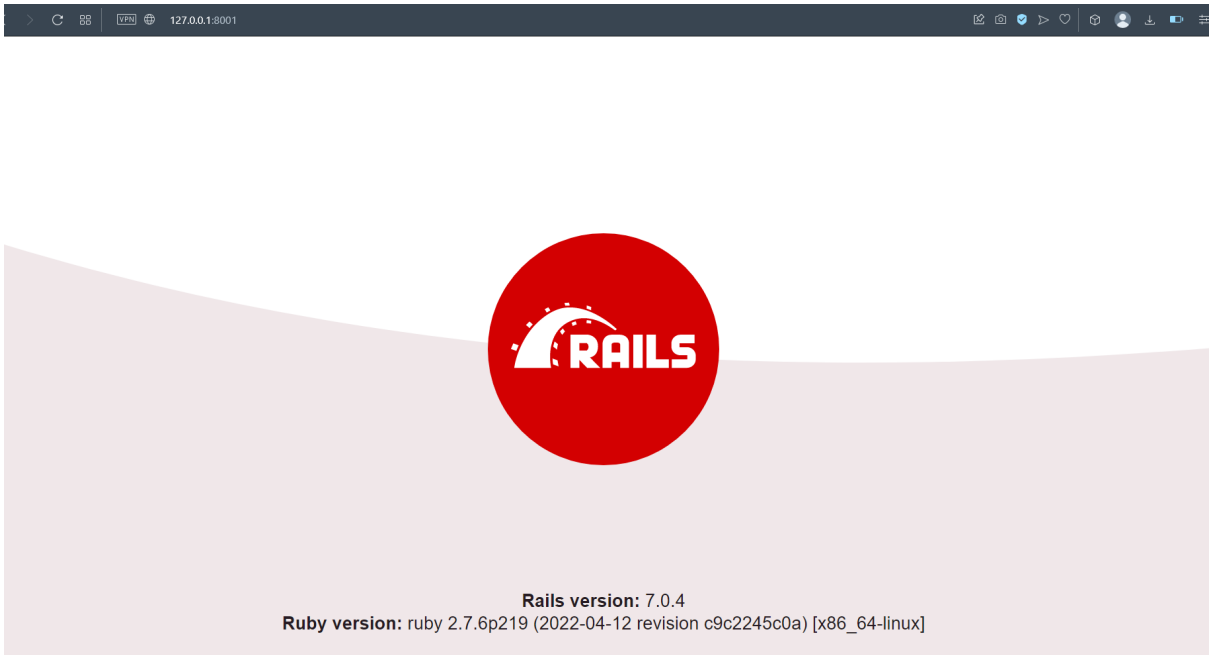 VPN 127.0.0.1:8001
RAILS
Rails version: 7.0.4
Ruby version: ruby 2.7.6p219 (2022-04-12 revision c9c2245c0a) [x86_64-linux]